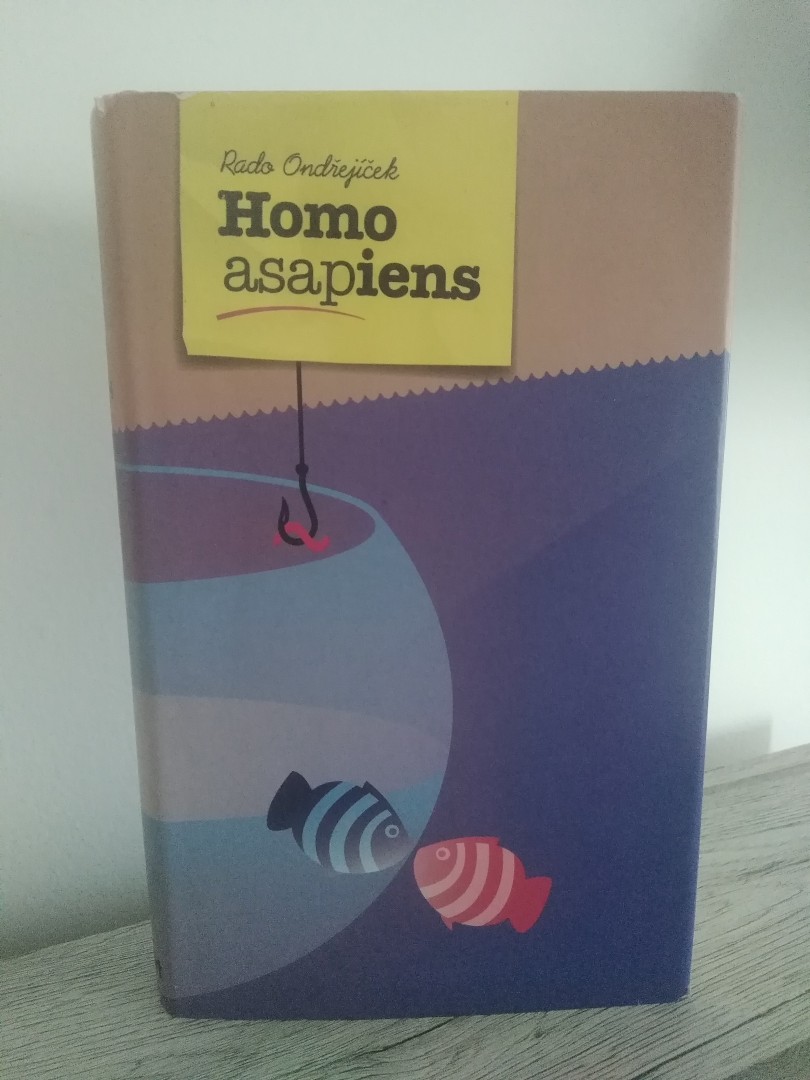 Rado Ondřejíček
Homo
asapiens